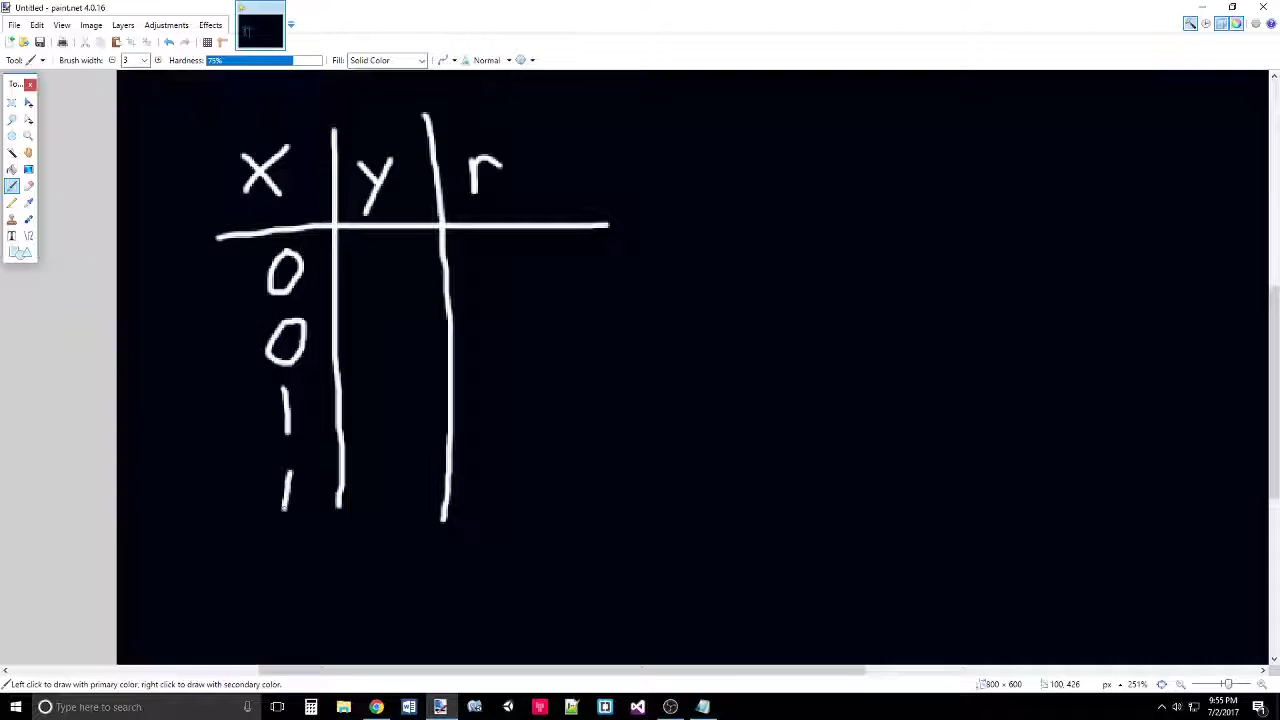 Untitled - paint.net 4.0.16
File Edit View Image Layers Adjustments Effects
Tool: Brush width: 3 Hardness: 75% Fill: Solid Color Normal
To...
x y r
0
0
1
1
Left click to draw with primary color; right click to draw with secondary color. 800 × 600 100, 426 px 251%
Type here to search 9:55 PM
7/2/2017